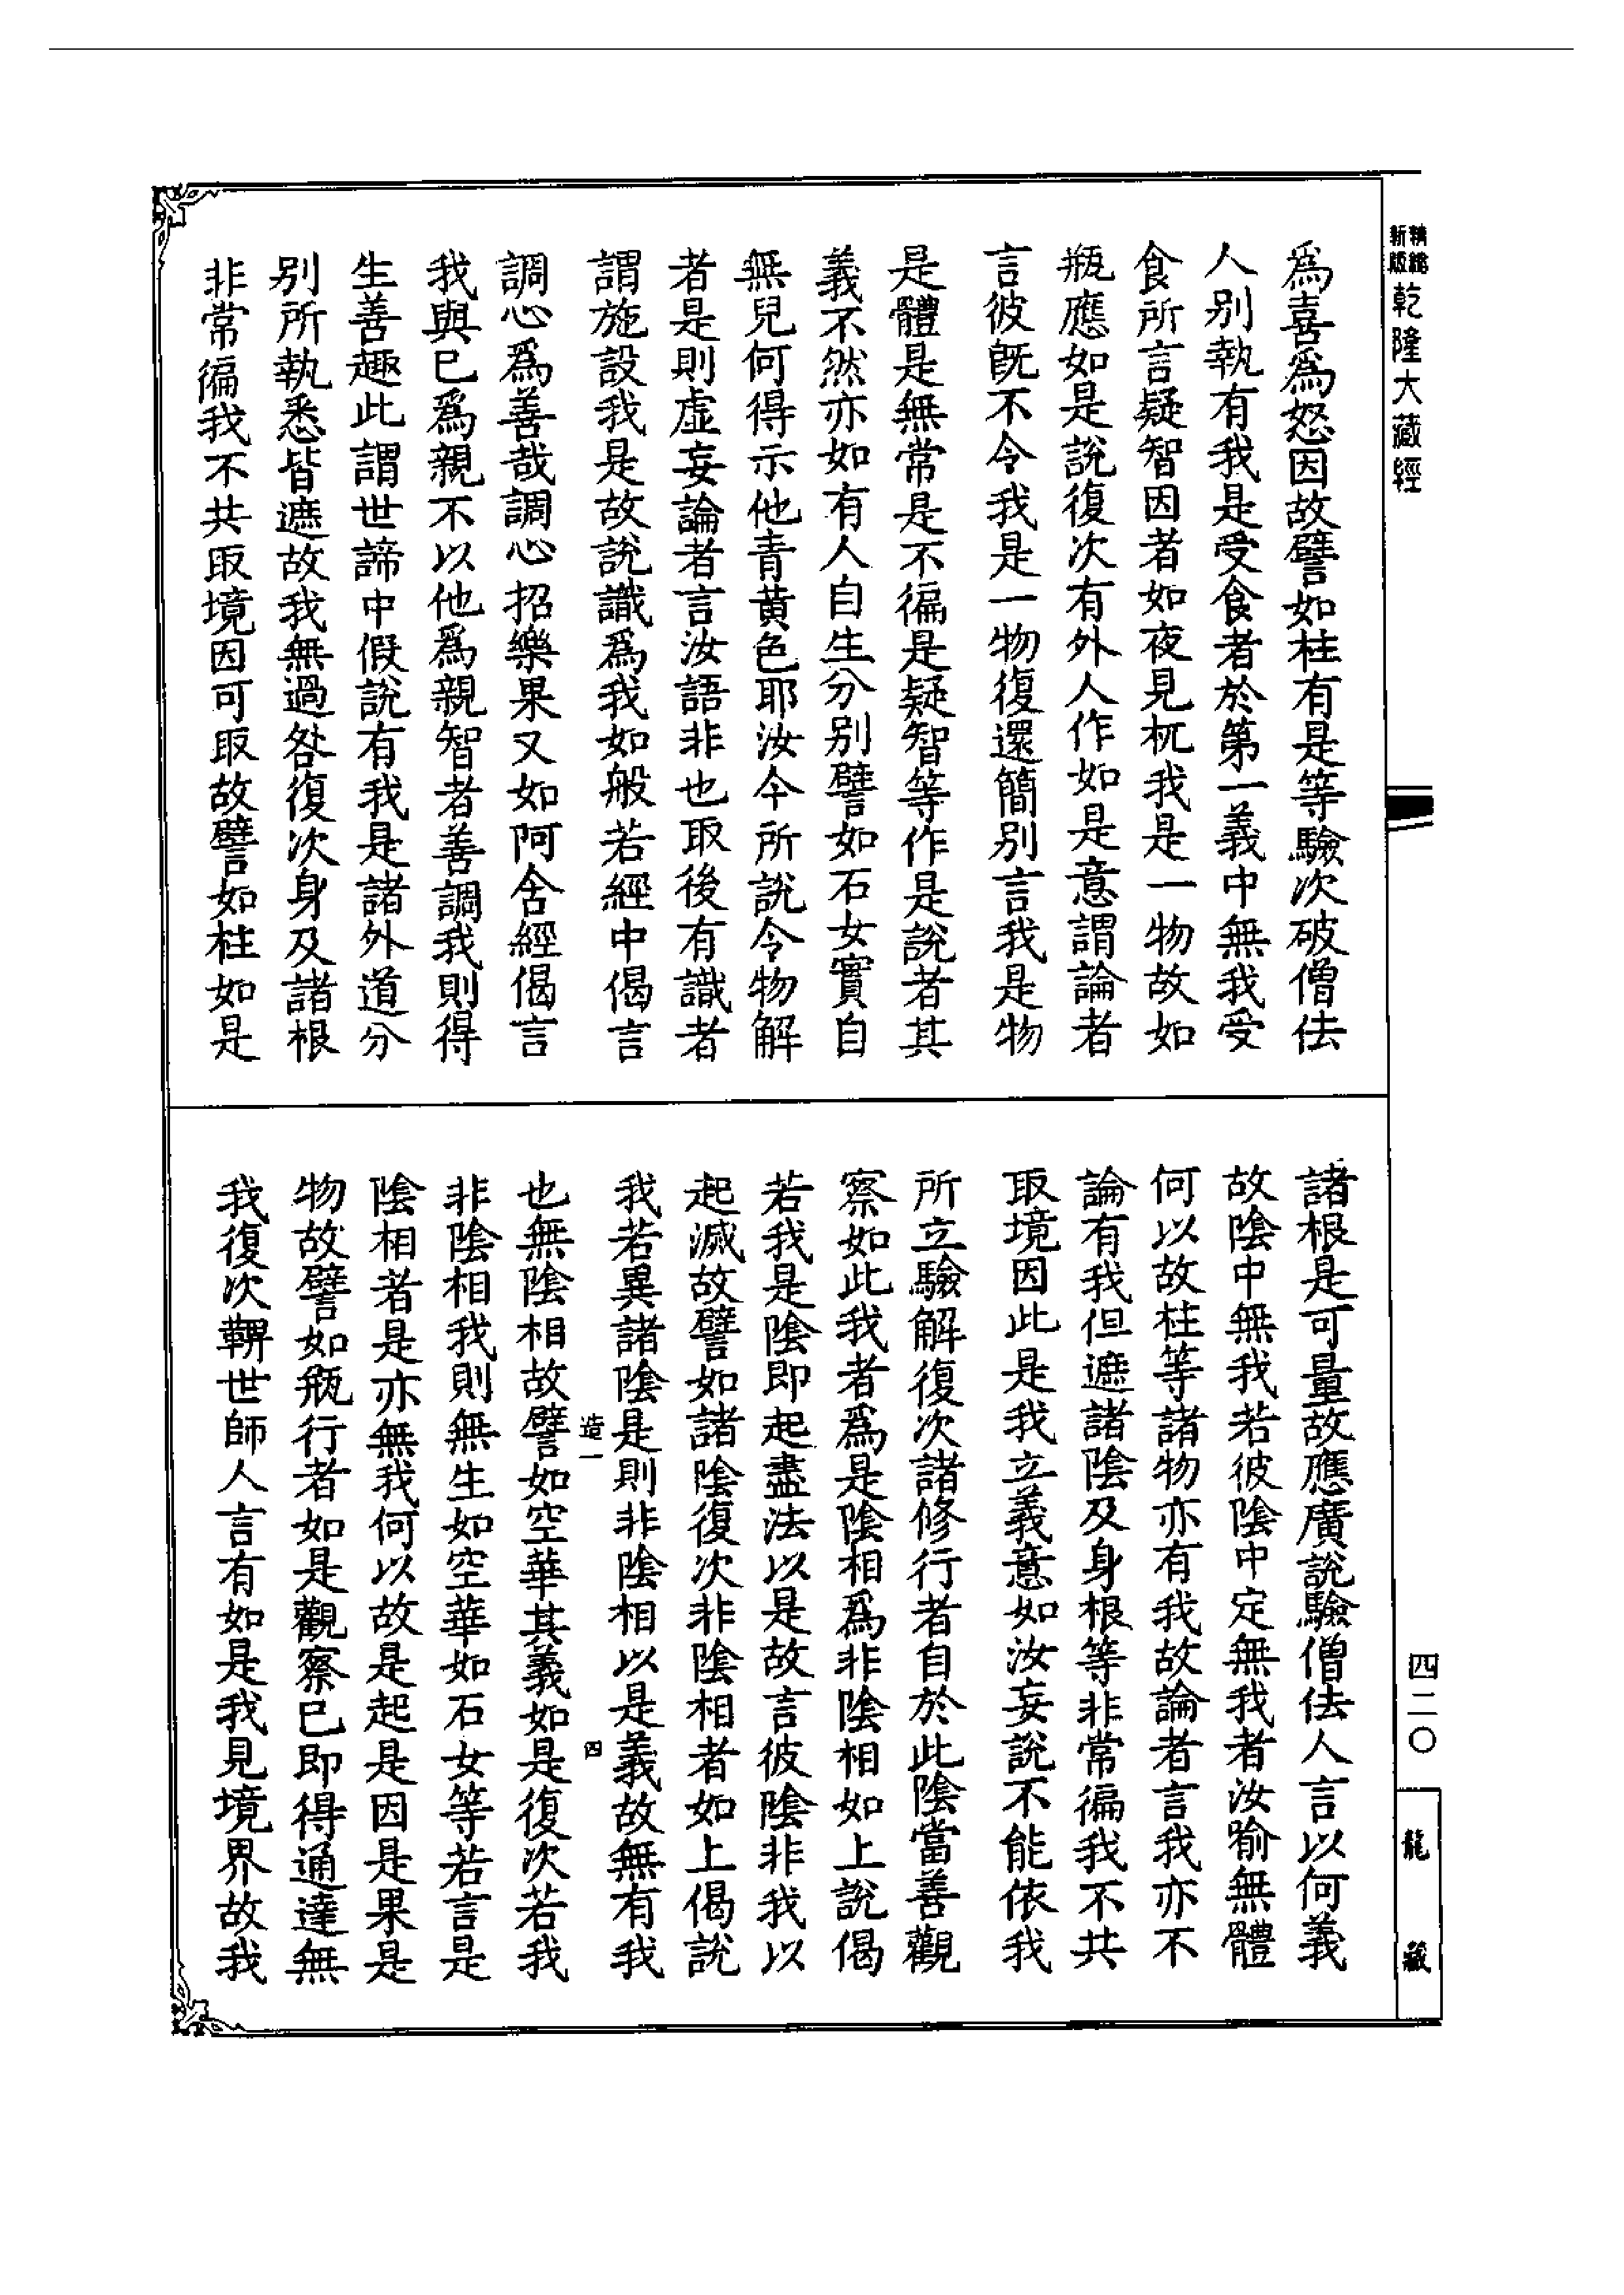 新版
精縮
乾隆大藏經
為喜為怒因故譬如柱有是等驗次破僧佉
人別執有我是受食者於第一義中無我受
食所言疑智因者如夜見杌我是一物故如
瓶應如是說復次有外人作如是意謂論者
言彼既不令我是一物復還簡別言我是物
是體是無常是不徧是疑智等作是說者其
義不然亦如有人自生分別譬如石女實自
無兒何得示他青黃色耶汝今所說令物解
者是則虛妄論者言汝語非也取後有識者
謂施設我是故說識為我如般若經中偈言
調心為善哉調心招樂果又如阿含經偈言
我與己為親不以他為親智者善調我則得
生善趣此謂世諦中假說有我是諸外道分
別所執悉皆遮故我無過咎復次身及諸根
非常徧我不共取境因可取故譬如柱如是
諸根是可量故應廣說驗僧佉人言以何義
故陰中無我若彼陰中定無我者汝喻無體
何以故柱等諸物亦有我故論者言我亦不
論有我但遮諸陰及身根等非常徧我不共
取境因此是我立義意如汝妄說不能依我
所立驗解復次諸修行者自於此陰當善觀
察如此我者為是陰相為非陰相如上說偈
若我是陰即起盡法以是故言彼陰非我以
起滅故譬如諸陰復次非陰相者如上偈說
我若異諸陰是則非陰相以是義故無有我
造一
四
也無陰相故譬如空華其義如是復次若我
非陰相我則無生如空華如石女等若言是
陰相者是亦無我何以故是起是因是果是
物故譬如瓶行者如是觀察已即得通達無
我復次鞞世師人言有如是我見境界故我
四二〇
龍藏